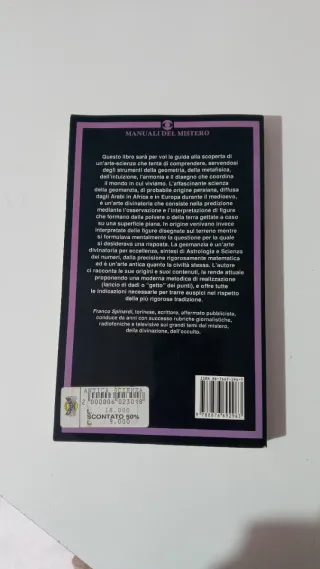 MANUALI DEL MISTERO
Questo libro sarà per voi la guida alla scoperta di
un'arte-scienza che tenta di comprendere, servendosi
degli strumenti della geometria, della metafisica,
dell'intuizione, l'armonia e il disegno che coordina
il mondo in cui viviamo. L'affascinante scienza
della geomanzia, di probabile origine persiana, diffusa
dagli Arabi in Africa e in Europa durante il medioevo,
è un'arte divinatoria che consiste nella predizione
mediante l'osservazione e l'interpretazione di figure
che formano della polvere o della terra gettate a caso
su una superficie piana. In origine venivano invece
interpretate delle figure disegnate sul terreno mentre
si formulava mentalmente la questione per la quale
si desiderava una risposta. La geomanzia è un'arte
divinatoria per eccellenza, sintesi di Astrologia e Scienza
dei numeri, dalla precisione rigorosamente matematica
ed è un'arte antica quanto la civiltà stessa. L'autore
ci racconta le sue origini e suoi contenuti, la rende attuale
proponendo una moderna metodica di realizzazione
(lancio di dadi o "getto" dei punti), e offre tutte
le indicazioni necessarie per trarre auspici nel rispetto
della più rigorosa tradizione.
Franco Spinardi, torinese, scrittore, affermato pubblicista,
conduce da anni con successo rubriche giornalistiche,
radiofoniche e televisive sui grandi temi del mistero,
della divinazione, dell'occulto.
18.000
SCONTATO 50%
9.000